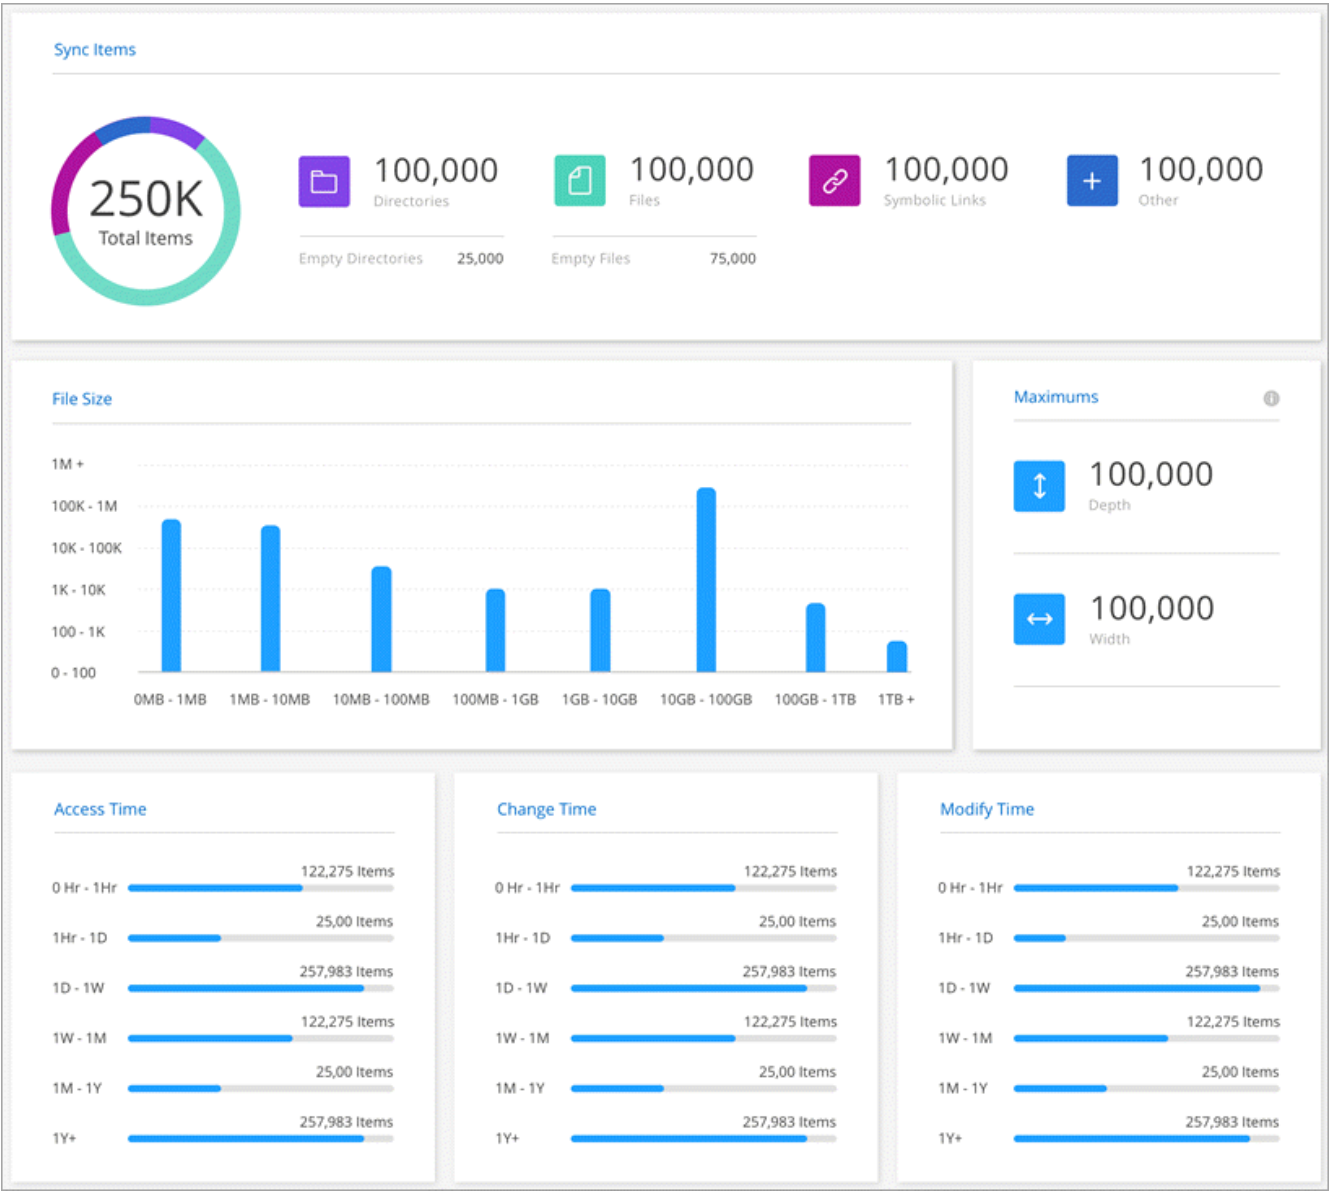 Sync Items
250K
Total Items
100,000
Directories
Empty Directories 25,000
100,000
Files
Empty Files 75,000
100,000
Symbolic Links
100,000
Other
File Size
1M +
100K - 1M
10K - 100K
1K - 10K
100 - 1K
0 - 100
0MB - 1MB 1MB - 10MB 10MB - 100MB 100MB - 1GB 1GB - 10GB 10GB - 100GB 100GB - 1TB 1TB +
Maximums
100,000
Depth
100,000
Width
Access Time
122,275 Items
0 Hr - 1Hr
25,00 Items
1Hr - 1D
257,983 Items
1D - 1W
122,275 Items
1W - 1M
25,00 Items
1M - 1Y
257,983 Items
1Y+
Change Time
122,275 Items
0 Hr - 1Hr
25,00 Items
1Hr - 1D
257,983 Items
1D - 1W
122,275 Items
1W - 1M
25,00 Items
1M - 1Y
257,983 Items
1Y+
Modify Time
122,275 Items
0 Hr - 1Hr
25,00 Items
1Hr - 1D
257,983 Items
1D - 1W
122,275 Items
1W - 1M
25,00 Items
1M - 1Y
257,983 Items
1Y+